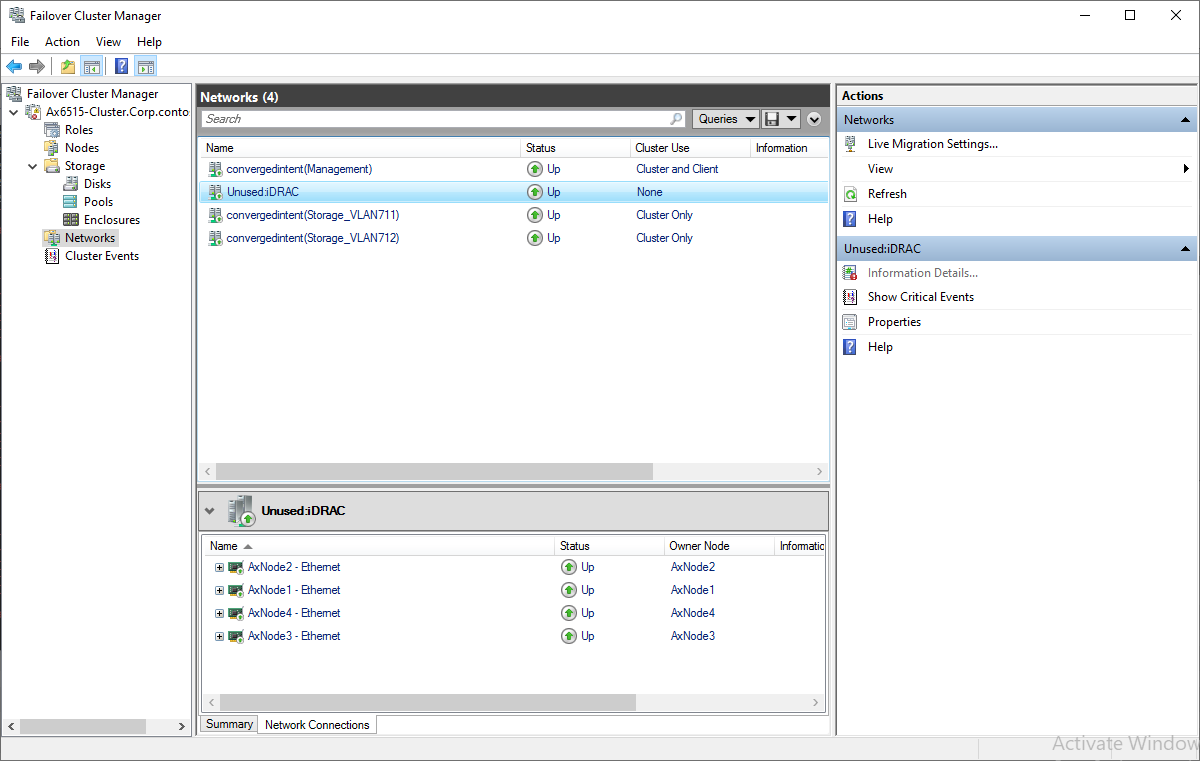 Failover Cluster Manager
File Action View Help
Failover Cluster Manager
Ax6515-Cluster.Corp.conto
Roles
Nodes
Storage
Disks
Pools
Enclosures
Networks
Cluster Events
Networks (4)
Search
Queries
Name Status Cluster Use Information
convergedintent(Management) Up Cluster and Client
Unused:iDRAC Up None
convergedintent(Storage_VLAN711) Up Cluster Only
convergedintent(Storage_VLAN712) Up Cluster Only
Unused:iDRAC
Name Status Owner Node Informatic
AxNode2 - Ethernet Up AxNode2
AxNode1 - Ethernet Up AxNode1
AxNode4 - Ethernet Up AxNode4
AxNode3 - Ethernet Up AxNode3
Summary Network Connections
Actions
Networks
Live Migration Settings...
View
Refresh
Help
Unused:iDRAC
Information Details...
Show Critical Events
Properties
Help
Activate Window